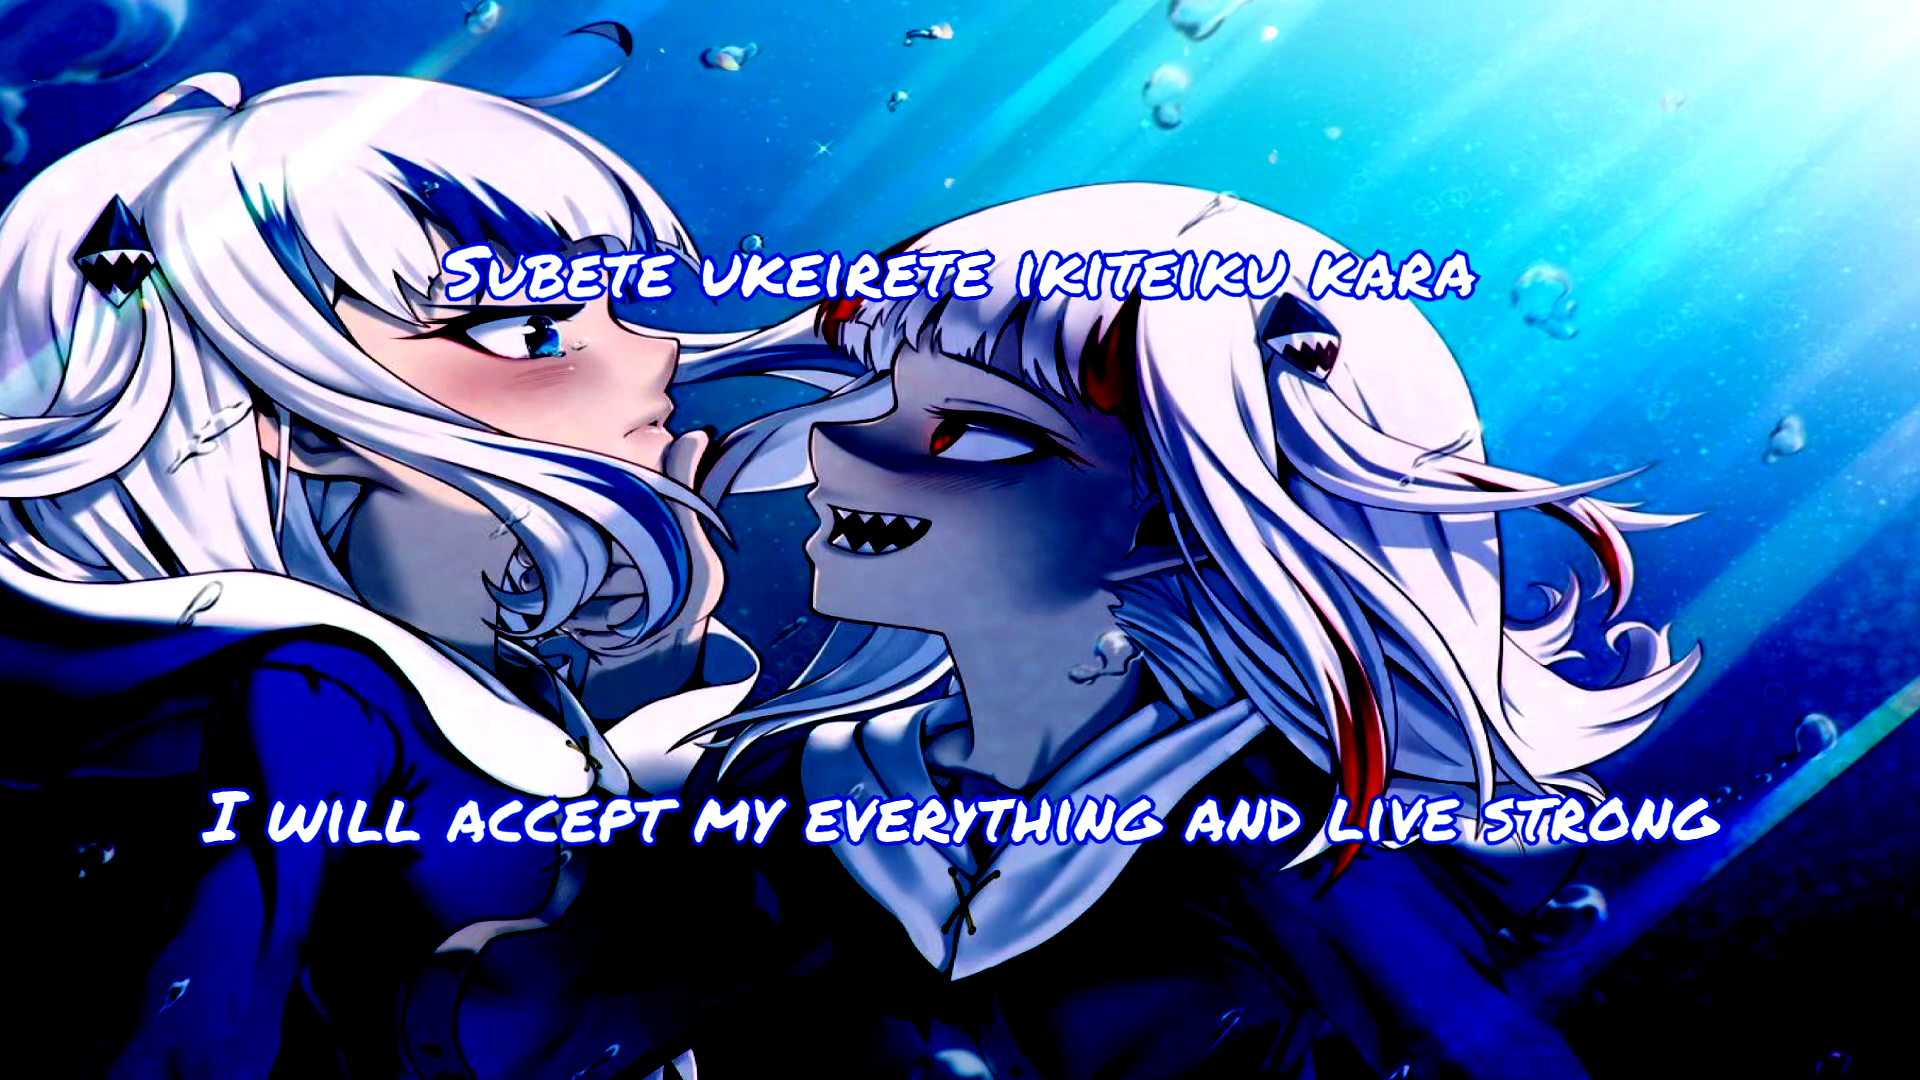 Subete ukeirete ikiteiku kara
I will accept my everything and live strong